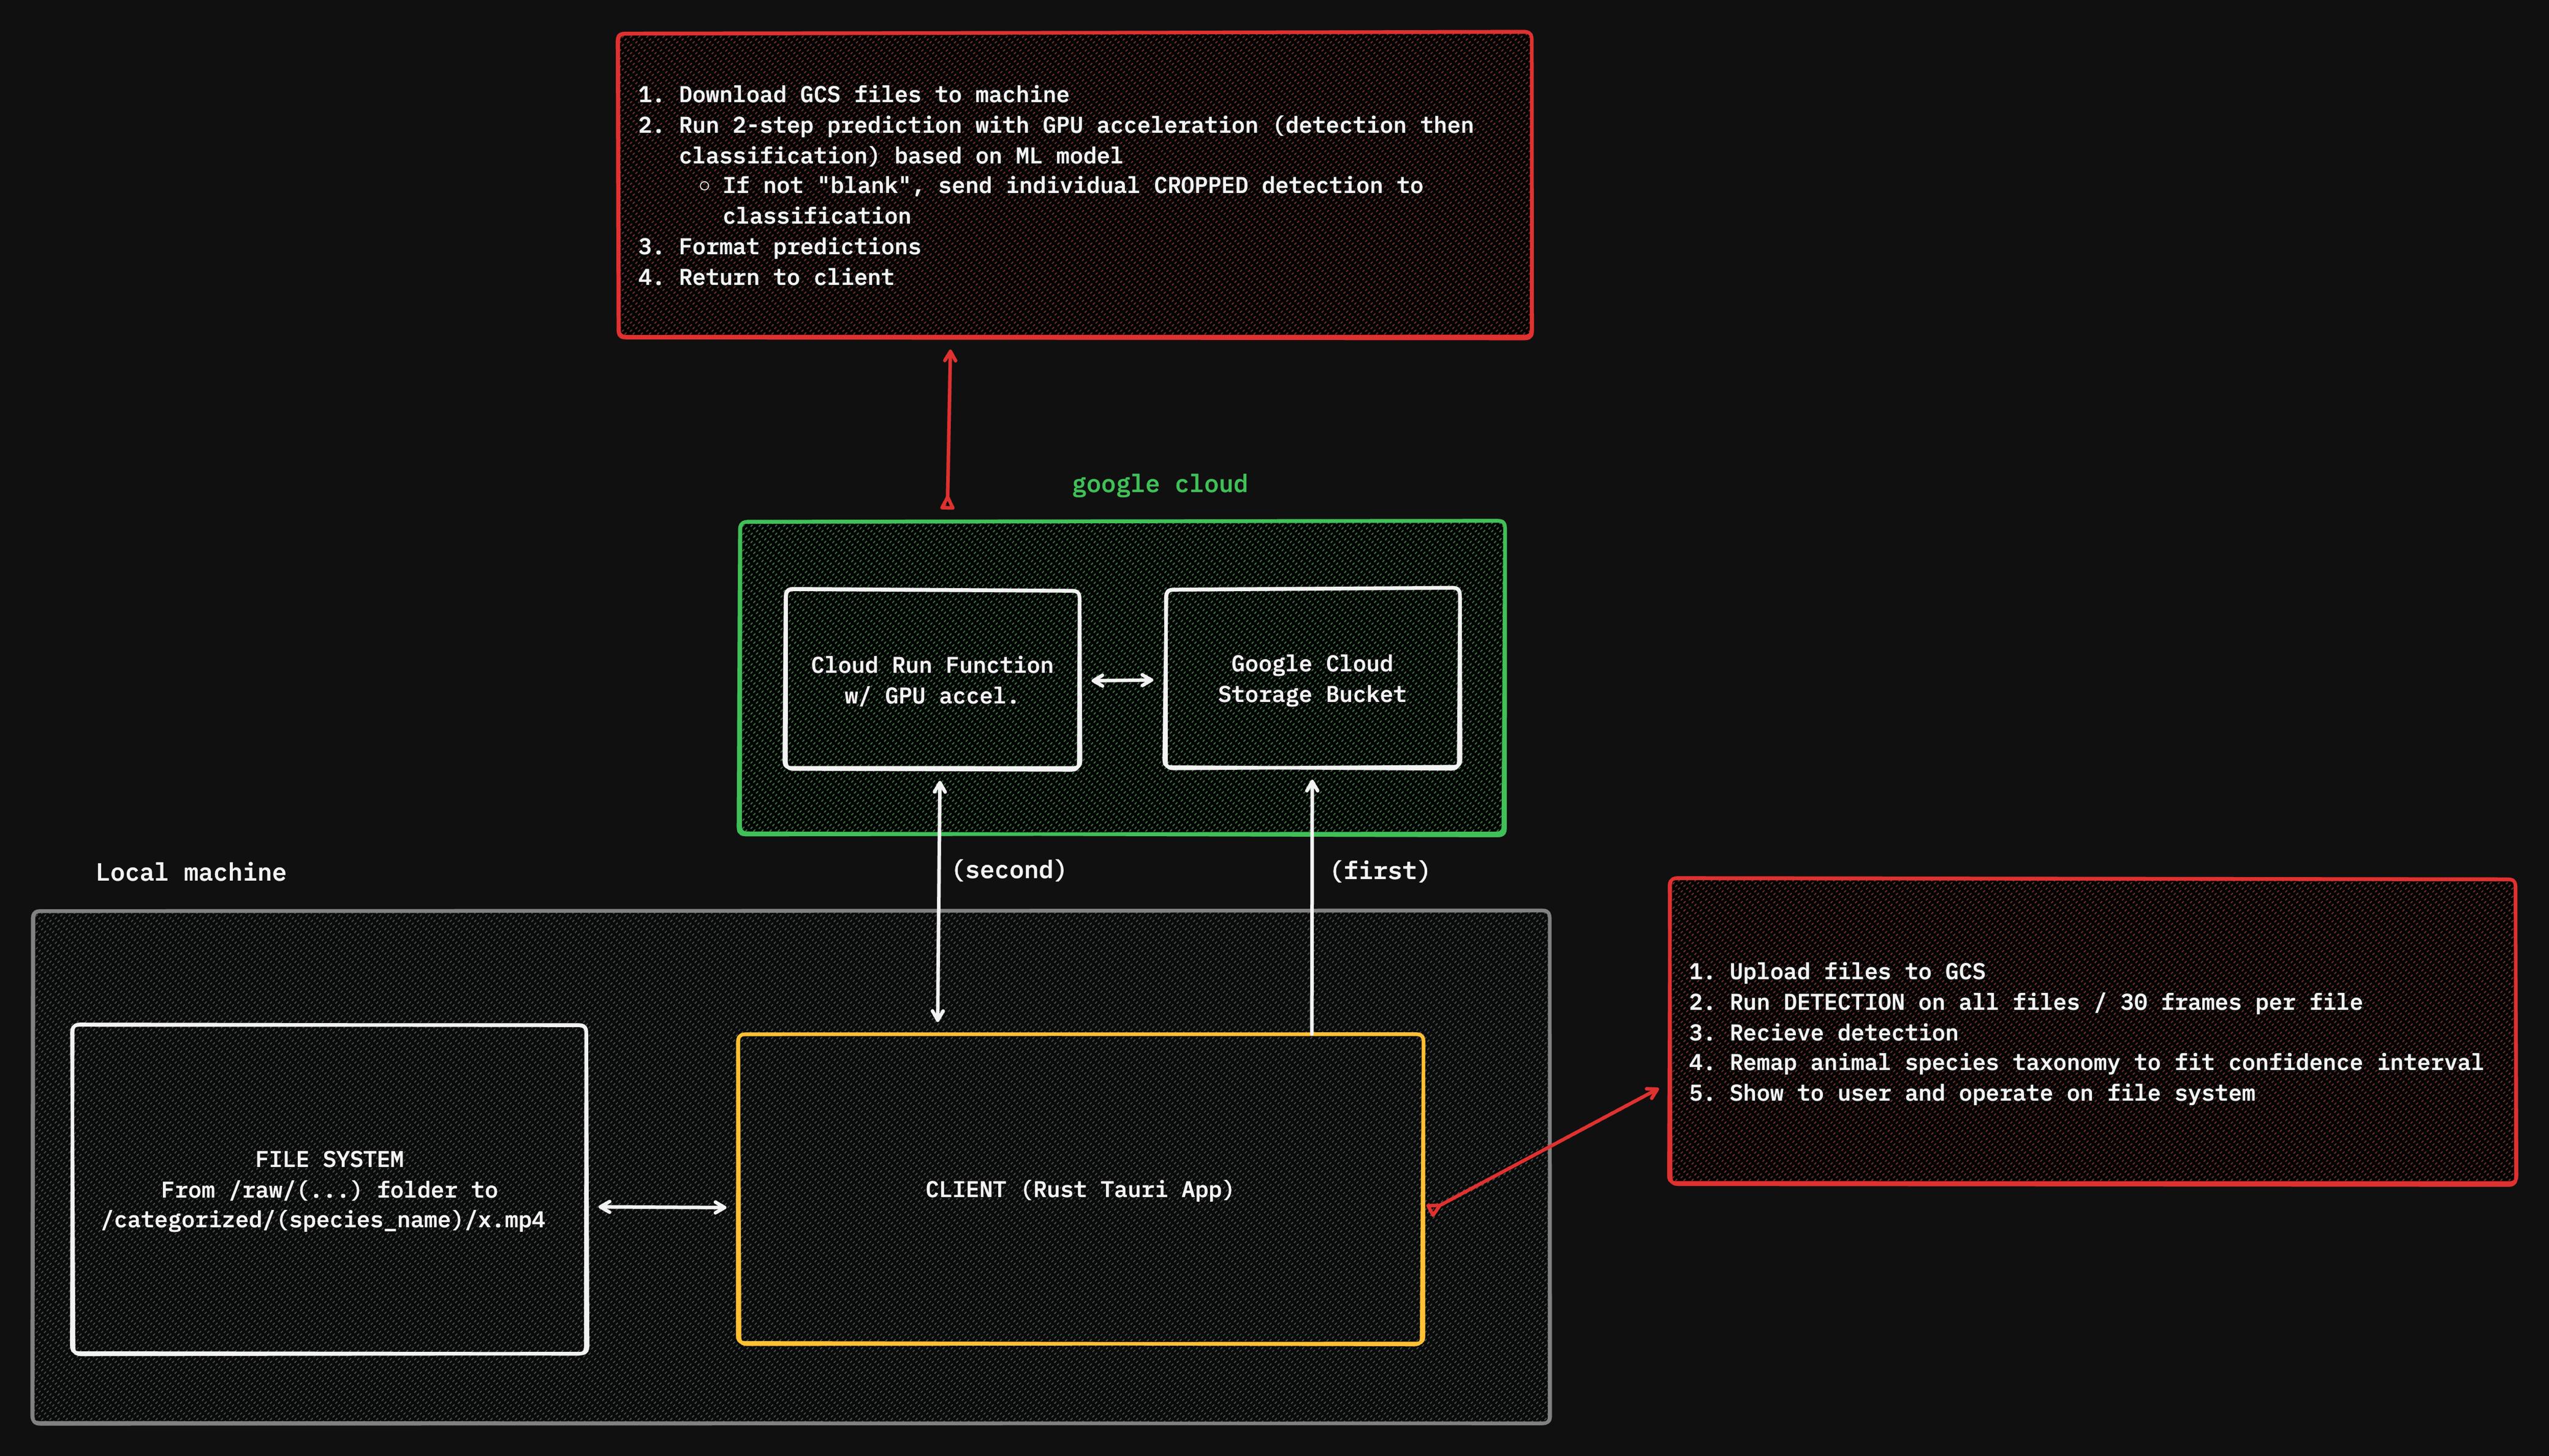 1. Download GCS files to machine
2. Run 2-step prediction with GPU acceleration (detection then
classification) based on ML model
○ If not "blank", send individual CROPPED detection to
classification
3. Format predictions
4. Return to client
google cloud
Cloud Run Function
w/ GPU accel.
Google Cloud
Storage Bucket
(second)
(first)
Local machine
1. Upload files to GCS
2. Run DETECTION on all files / 30 frames per file
3. Recieve detection
4. Remap animal species taxonomy to fit confidence interval
5. Show to user and operate on file system
FILE SYSTEM
From /raw/(...) folder to
/categorized/(species_name)/x.mp4
CLIENT (Rust Tauri App)